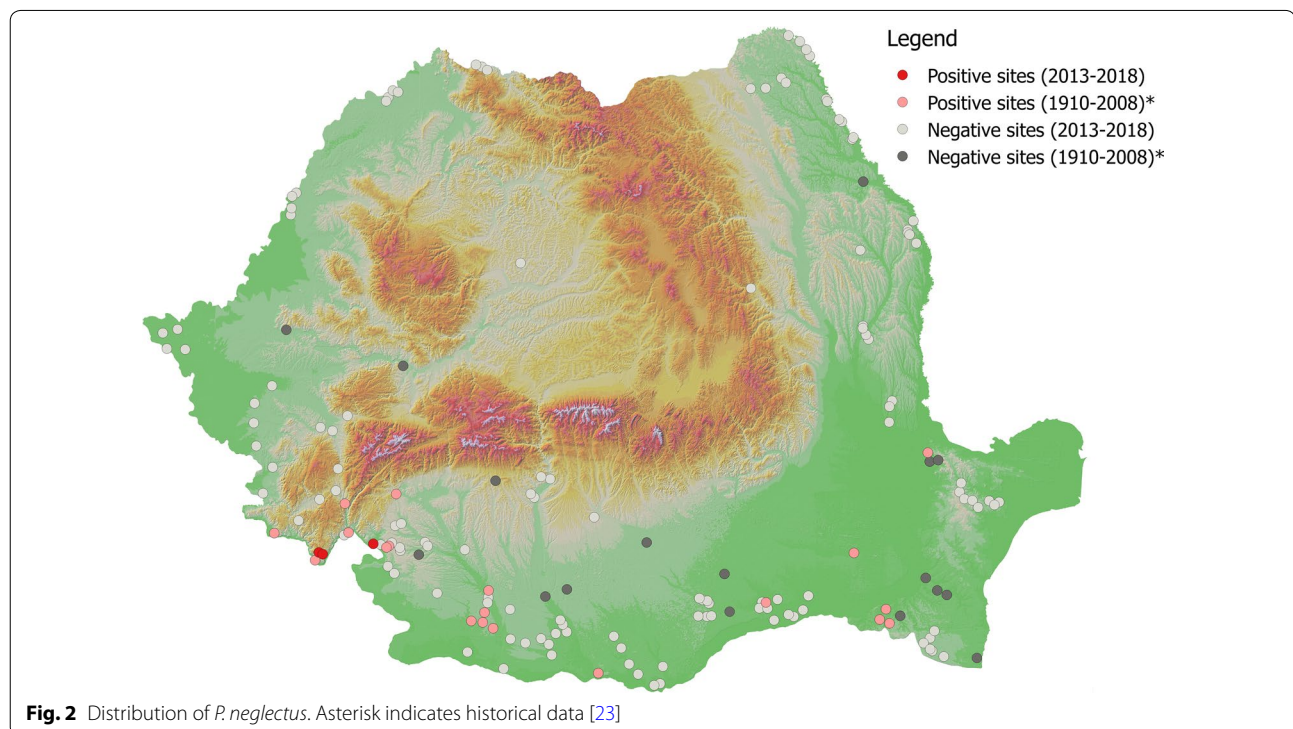 Legend
Positive sites (2013-2018)
Positive sites (1910-2008)*
Negative sites (2013-2018)
Negative sites (1910-2008)*
Fig. 2 Distribution of P. neglectus. Asterisk indicates historical data [23]